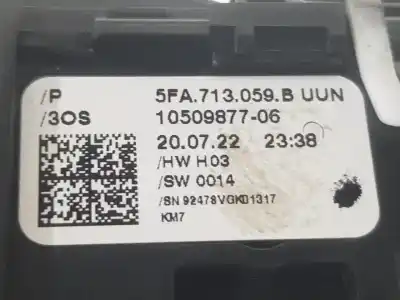 /P 5FA.713.059.B UUN
/3OS 10509877-06
20.07.22 23:38
/HW H03
/SW 0014
/SN 92478VGK01317
KM7